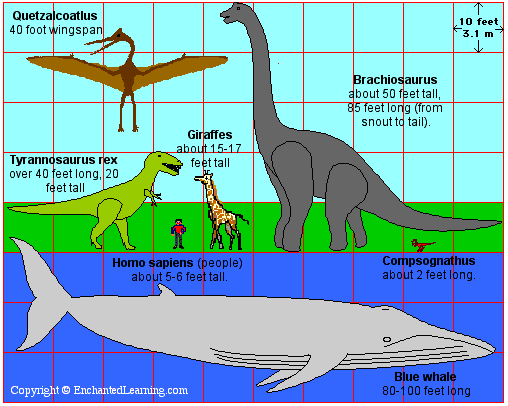 Quetzalcoatlus
40 foot wingspan
10 feet
3.1 m
Brachiosaurus
about 50 feet tall,
85 feet long (from
snout to tail).
Giraffes
about 15-17
feet tall
Tyrannosaurus rex
over 40 feet long, 20
feet tall
Homo sapiens (people)
about 5-6 feet tall.
Compsognathus
about 2 feet long.
Blue whale
80-100 feet long
Copyright © EnchantedLearning.com